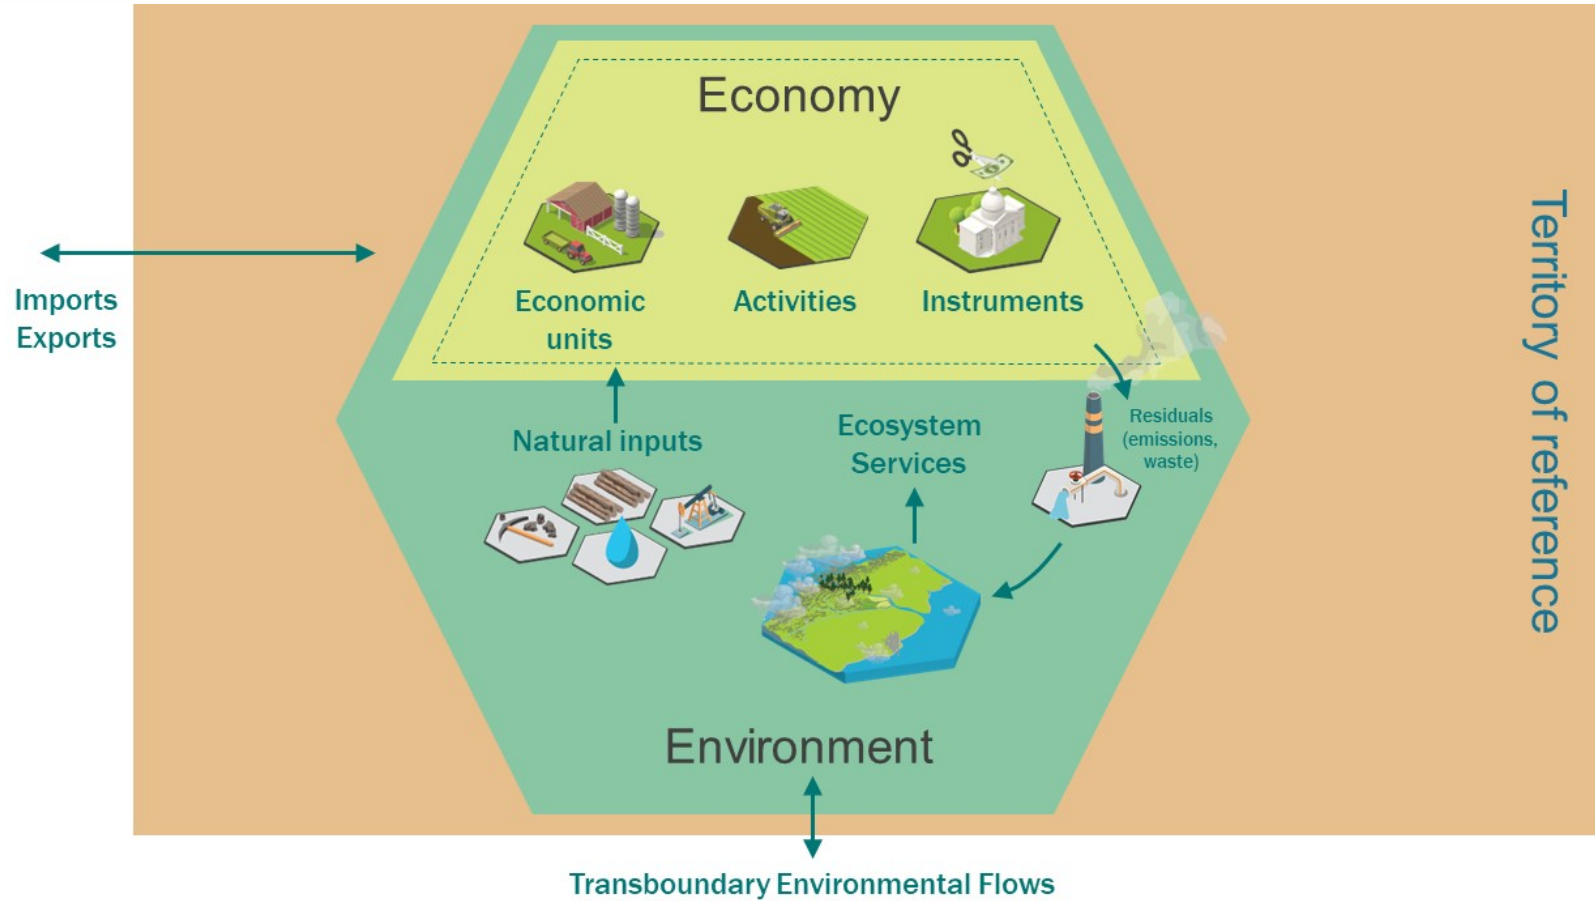 Economy
Economic
units
Activities
Instruments
Imports
Exports
Natural inputs
Ecosystem
Services
Residuals
(emissions,
waste)
Territory of reference
Environment
Transboundary Environmental Flows